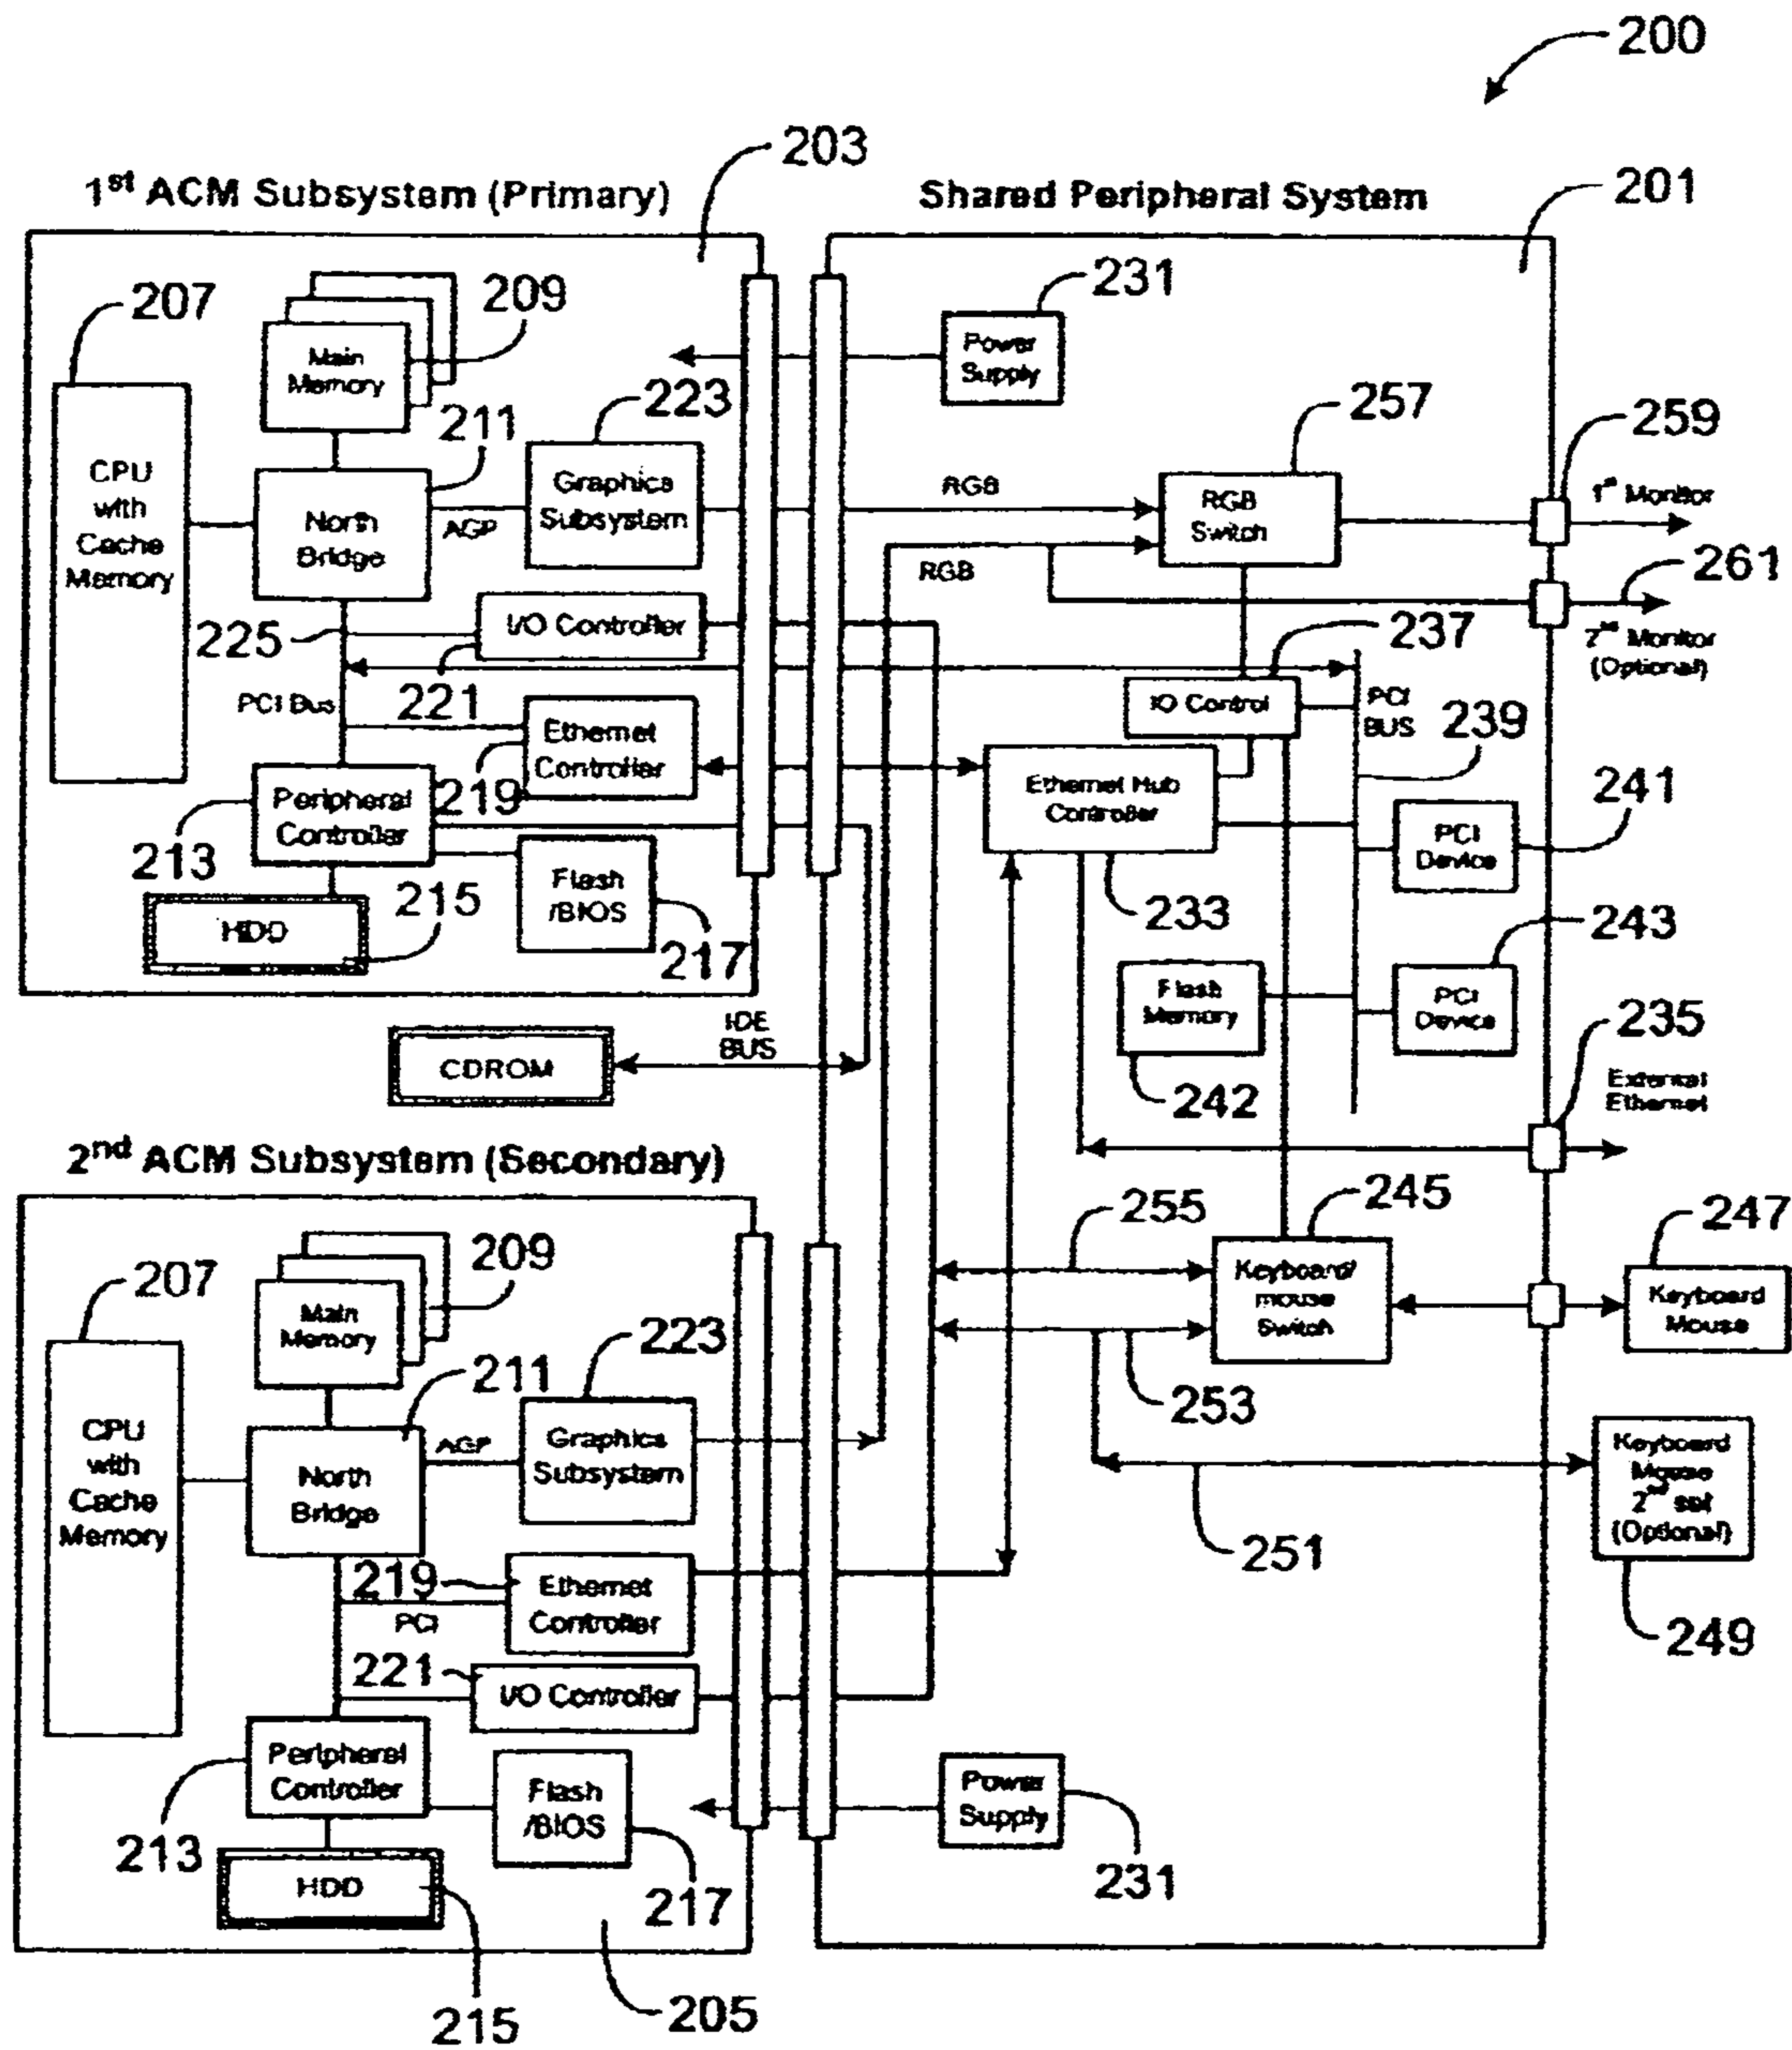 200
203
1st ACM Subsystem (Primary)
Shared Peripheral System
201
207
209
231
Main
Memory
Power
Supply
223
257
259
211
CPU
with
Cache
Memory
North
Bridge
AGP
Graphics
Subsystem
RGB
RGB
Switch
1st Monitor
RGB
261
225
I/O Controller
237
2nd Monitor
(Optional)
PCI Bus
221
IO Control
PCI
BUS
239
Ethernet
Controller
219
Ethernet Hub
Controller
241
Peripheral
Controller
PCI
Device
213
215
Flash
/BIOS
233
243
HDD
217
Flash
Memory
PCI
Device
235
IDE
BUS
CDROM
242
External
Ethernet
2nd ACM Subsystem (Secondary)
255
245
247
207
209
Main
Memory
Keyboard/
mouse
Switch
Keyboard
Mouse
223
211
253
CPU
with
Cache
Memory
AGP
Graphics
Subsystem
Keyboard
Mouse
2nd set
(Optional)
North
Bridge
251
219
Ethernet
Controller
PCI
249
221
I/O Controller
Peripheral
Controller
Flash
/BIOS
Power
Supply
213
HDD
217
231
215
205